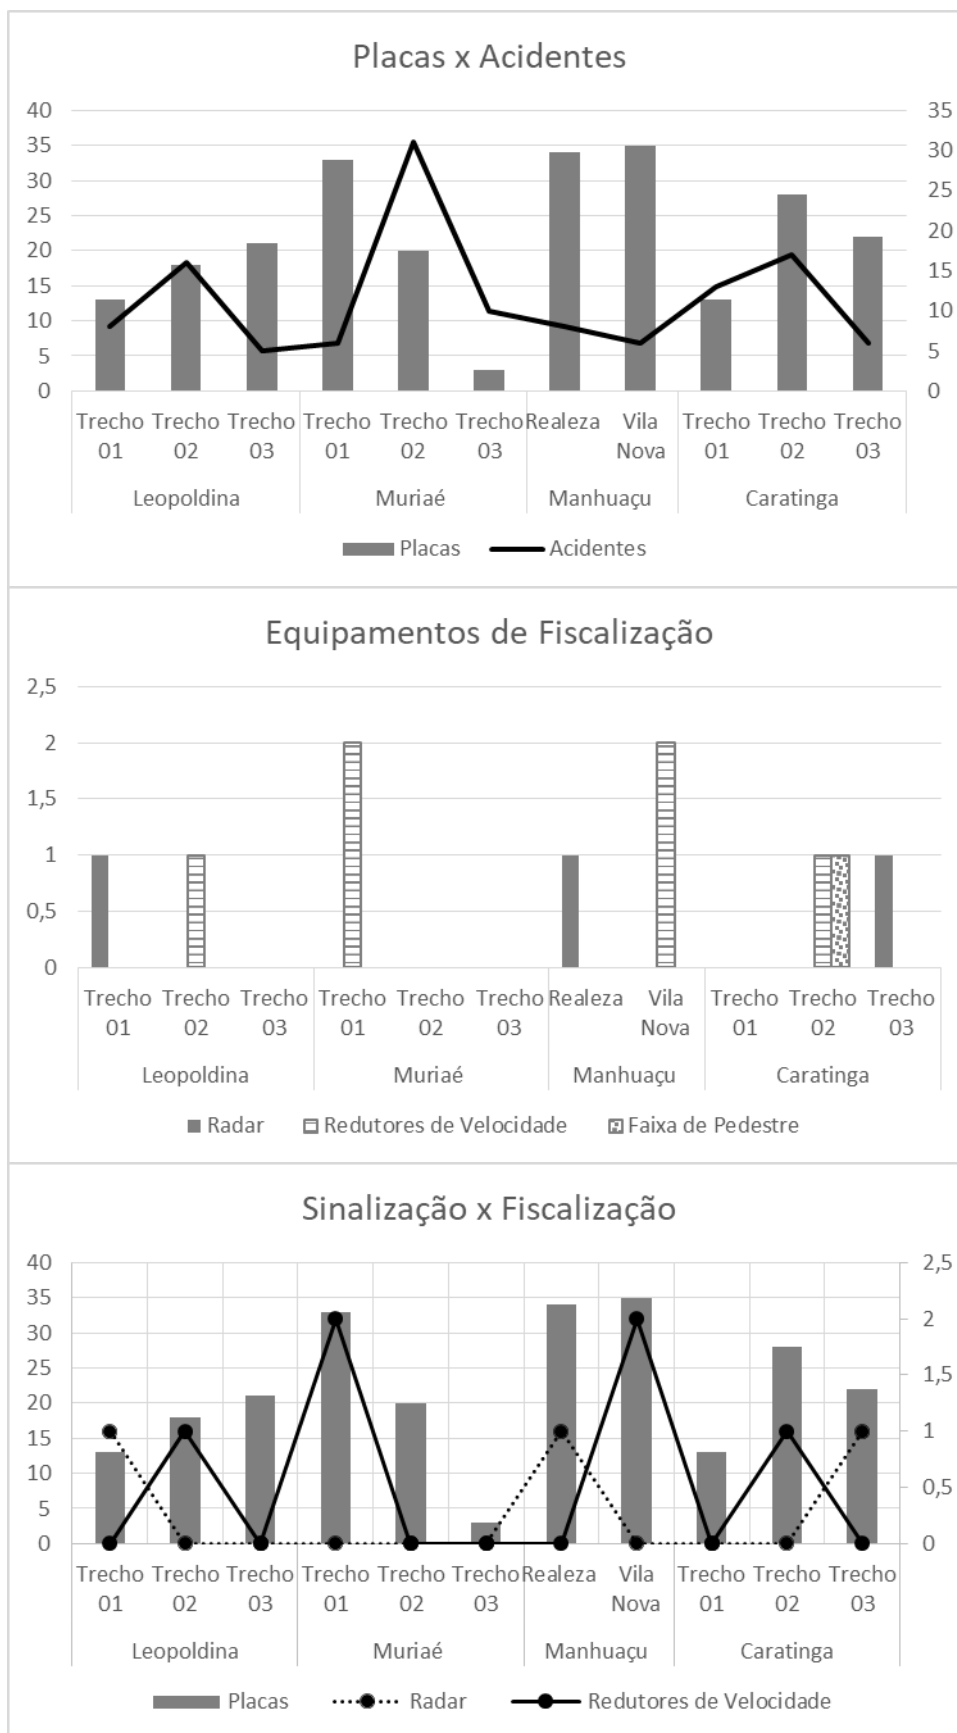 Placas x Acidentes
40 35
35 30
30 25
25 20
20 15
15 10
10 5
5 0
0
Trecho Trecho Trecho Trecho Trecho Trecho Realeza Vila Trecho Trecho Trecho
01 02 03 01 02 03 Nova 01 02 03
Leopoldina Muriaé Manhuaçu Caratinga
Placas Acidentes
Equipamentos de Fiscalização
2,5
2
1,5
1
0,5
0
Trecho Trecho Trecho Trecho Trecho Trecho Realeza Vila Trecho Trecho Trecho
01 02 03 01 02 03 Nova 01 02 03
Leopoldina Muriaé Manhuaçu Caratinga
Radar Redutores de Velocidade Faixa de Pedestre
Sinalização x Fiscalização
40 2,5
35 2
30 1,5
25 1
20 0,5
15 0
10
5
0
Trecho Trecho Trecho Trecho Trecho Trecho Realeza Vila Trecho Trecho Trecho
01 02 03 01 02 03 Nova 01 02 03
Leopoldina Muriaé Manhuaçu Caratinga
Placas Radar Redutores de Velocidade